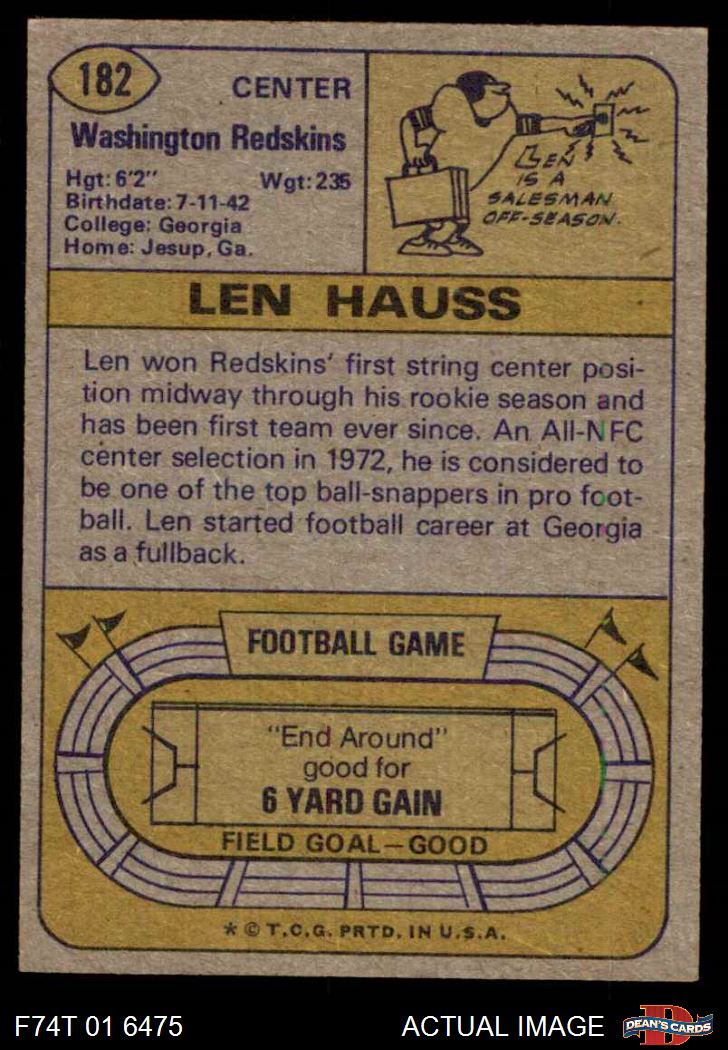 182
CENTER
Washington Redskins
Hgt: 6'2" Wgt: 235
Birthdate: 7-11-42
College: Georgia
Home: Jesup, Ga.
BEN
IS A
SALESMAN
OFF-SEASON.
LEN HAUSS
Len won Redskins' first string center posi-
tion midway through his rookie season and
has been first team ever since. An All-NFC
center selection in 1972, he is considered to
be one of the top ball-snappers in pro foot-
ball. Len started football career at Georgia
as a fullback.
FOOTBALL GAME
"End Around"
good for
6 YARD GAIN
FIELD GOAL—GOOD
* © T.C.G. PRTD. IN U.S.A.
F74T 01 6475
ACTUAL IMAGE
DEAN'S CARDS